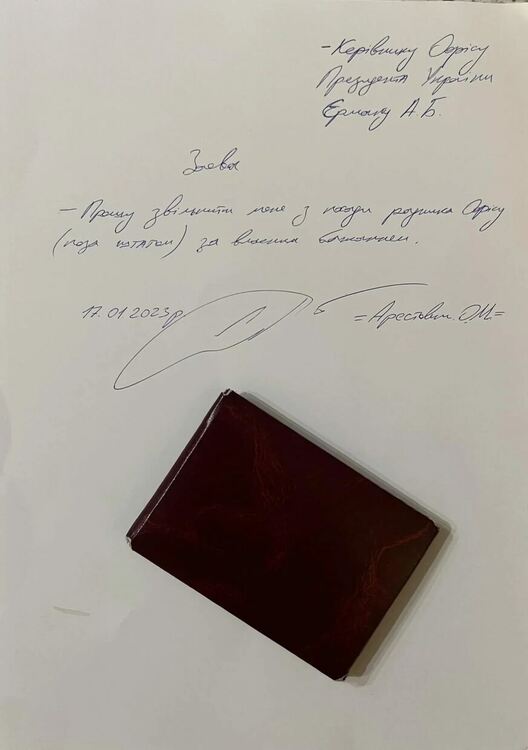 - Керівнику Офісу
Президента України
Єрмаку А.Б.
Заява
- Прошу звільнити мене з посади радника Офісу
(поза штатом) за власним бажанням.
17.01.2023р
=Арестович О.М.=